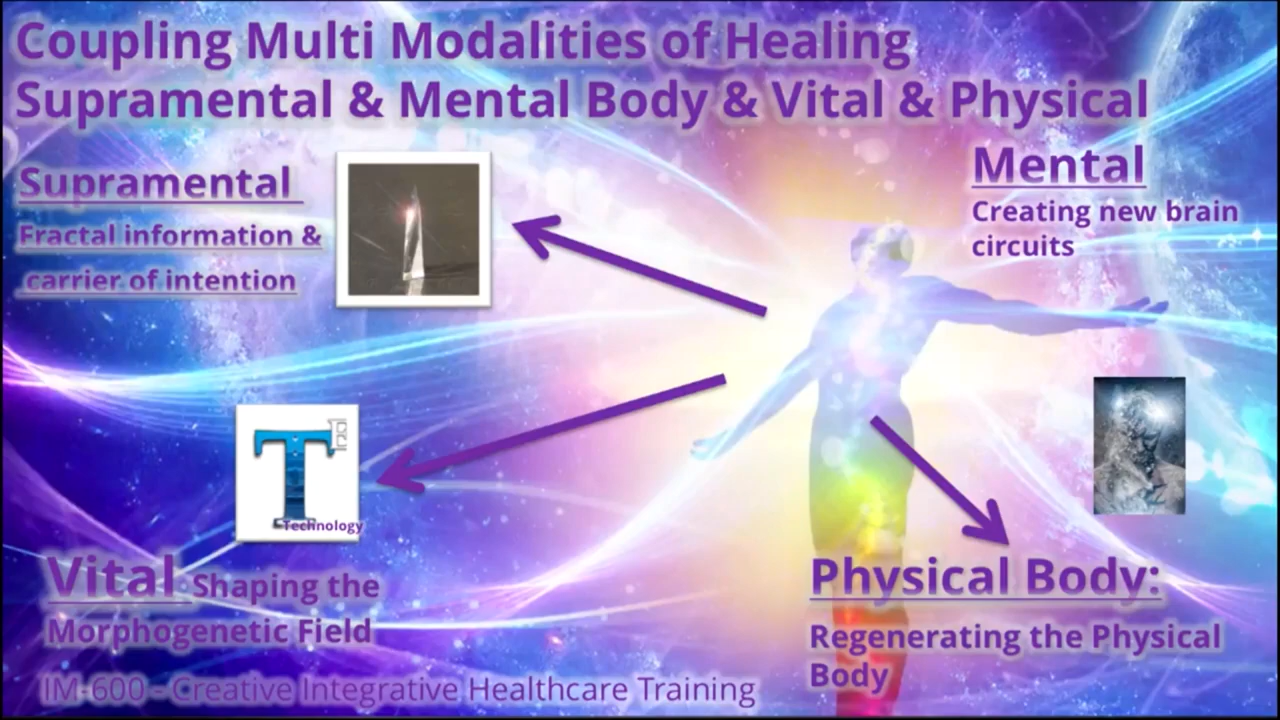 Coupling Multi Modalities of Healing
Supramental & Mental Body & Vital & Physical
Supramental
Fractal information &
carrier of intention
Mental
Creating new brain
circuits
TE
Technology
Vital Shaping the
Morphogenetic Field
Physical Body:
Regenerating the Physical
Body
IM-600 - Creative Integrative Healthcare Training